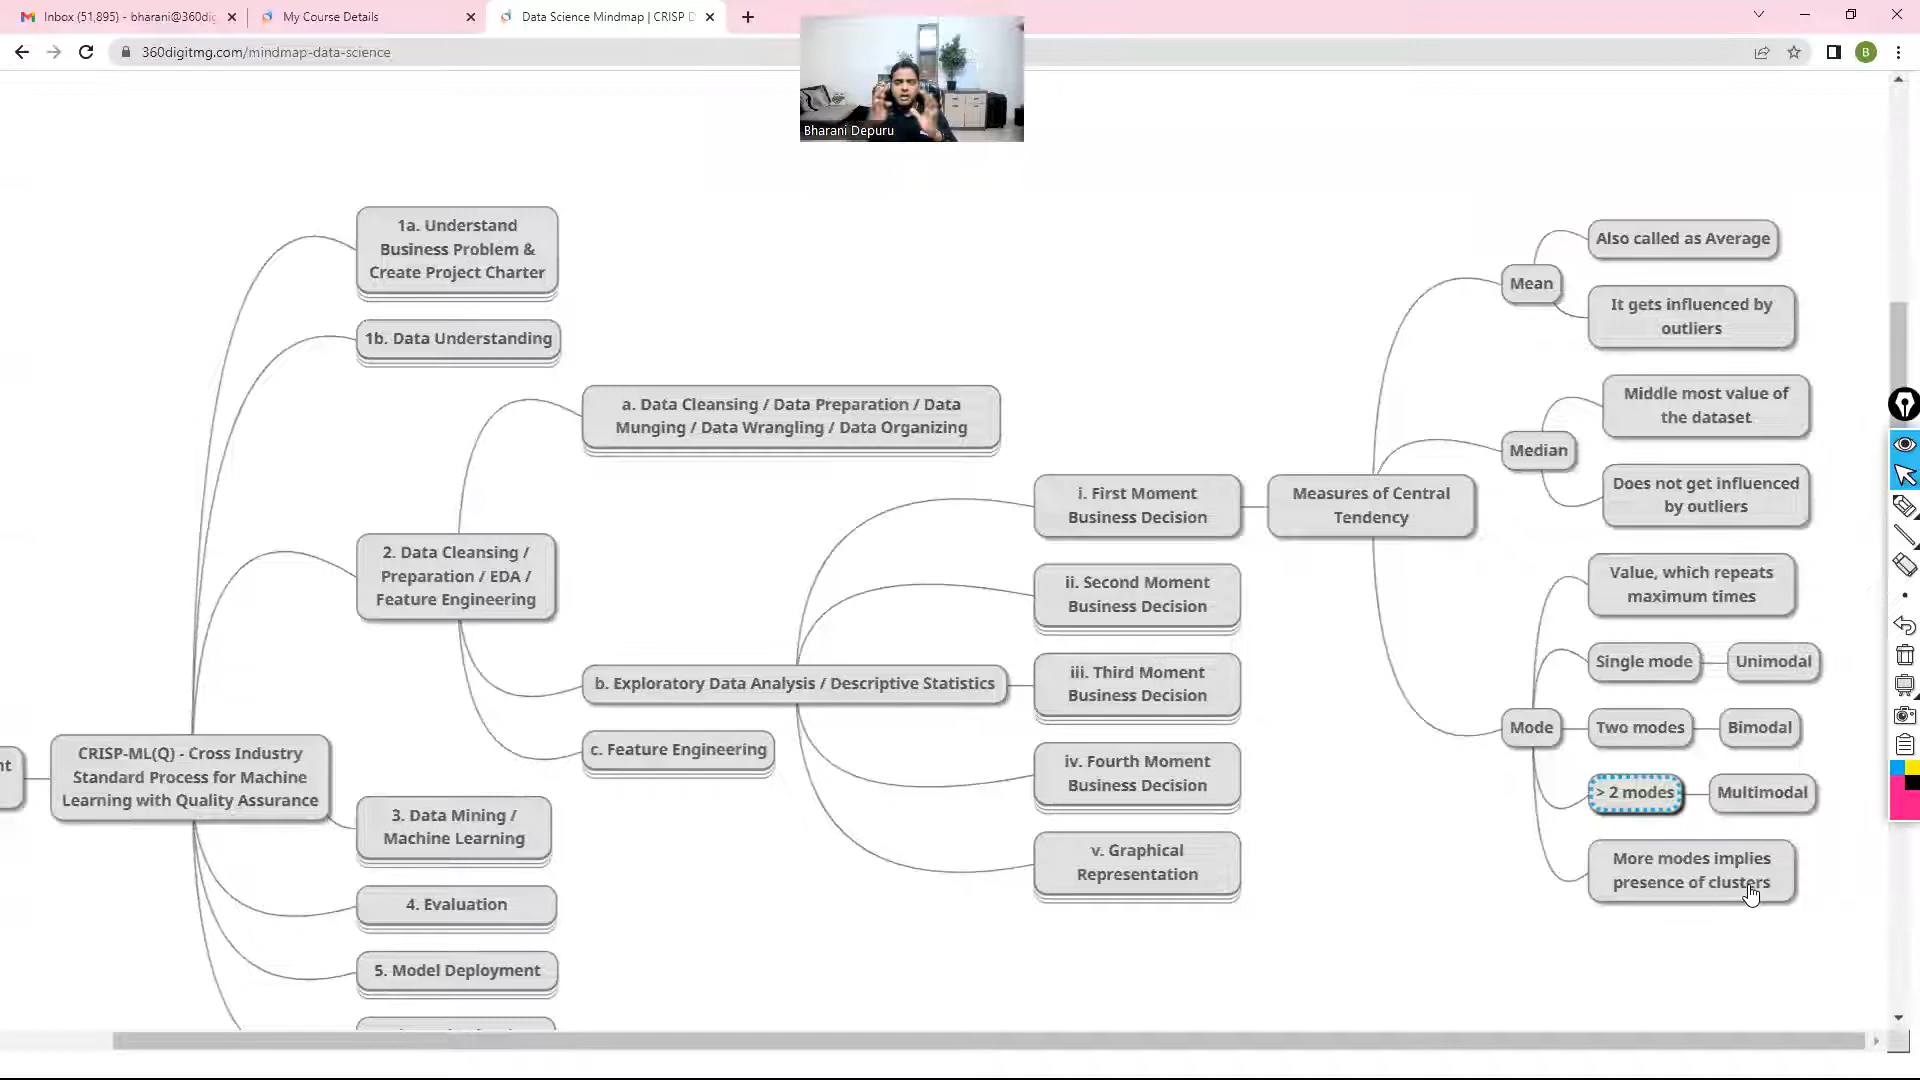 Inbox (51,895) - bharani@360dig
My Course Details
Data Science Mindmap | CRISP D
360digitmg.com/mindmap-data-science
B
Bharani Depuru
1a. Understand
Business Problem &
Create Project Charter
1b. Data Understanding
a. Data Cleansing / Data Preparation / Data
Munging / Data Wrangling / Data Organizing
2. Data Cleansing /
Preparation / EDA /
Feature Engineering
b. Exploratory Data Analysis / Descriptive Statistics
c. Feature Engineering
nt
CRISP-ML(Q) - Cross Industry
Standard Process for Machine
Learning with Quality Assurance
3. Data Mining /
Machine Learning
4. Evaluation
5. Model Deployment
i. First Moment
Business Decision
ii. Second Moment
Business Decision
iii. Third Moment
Business Decision
iv. Fourth Moment
Business Decision
v. Graphical
Representation
Measures of Central
Tendency
Mean
Also called as Average
It gets influenced by
outliers
Median
Middle most value of
the dataset
Does not get influenced
by outliers
Mode
Value, which repeats
maximum times
Single mode
Unimodal
Two modes
Bimodal
> 2 modes
Multimodal
More modes implies
presence of clusters